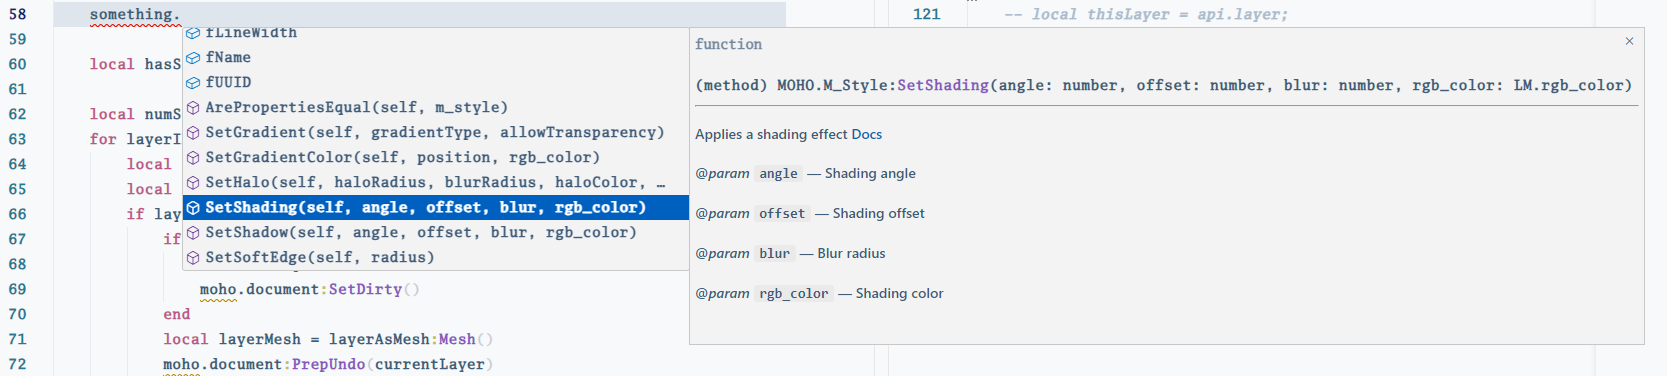 58 something.
fLineWidth
59
fName
60 local hasS
fUUID
61
ArePropertiesEqual(self, m_style)
62 local numS
SetGradient(self, gradientType, allowTransparency)
63 for layerI
SetGradientColor(self, position, rgb_color)
64 local
SetHalo(self, haloRadius, blurRadius, haloColor, …
65 local
SetShading(self, angle, offset, blur, rgb_color)
66 if lay
SetShadow(self, angle, offset, blur, rgb_color)
67 if
SetSoftEdge(self, radius)
68
69 moho.document:SetDirty()
70 end
71 local layerMesh = layerAsMesh:Mesh()
72 moho.document:PrepUndo(currentLayer)
121 -- local thisLayer = api.layer;
function ×
(method) MOHO.M_Style:SetShading(angle: number, offset: number, blur: number, rgb_color: LM.rgb_color)
Applies a shading effect Docs
@param angle — Shading angle
@param offset — Shading offset
@param blur — Blur radius
@param rgb_color — Shading color